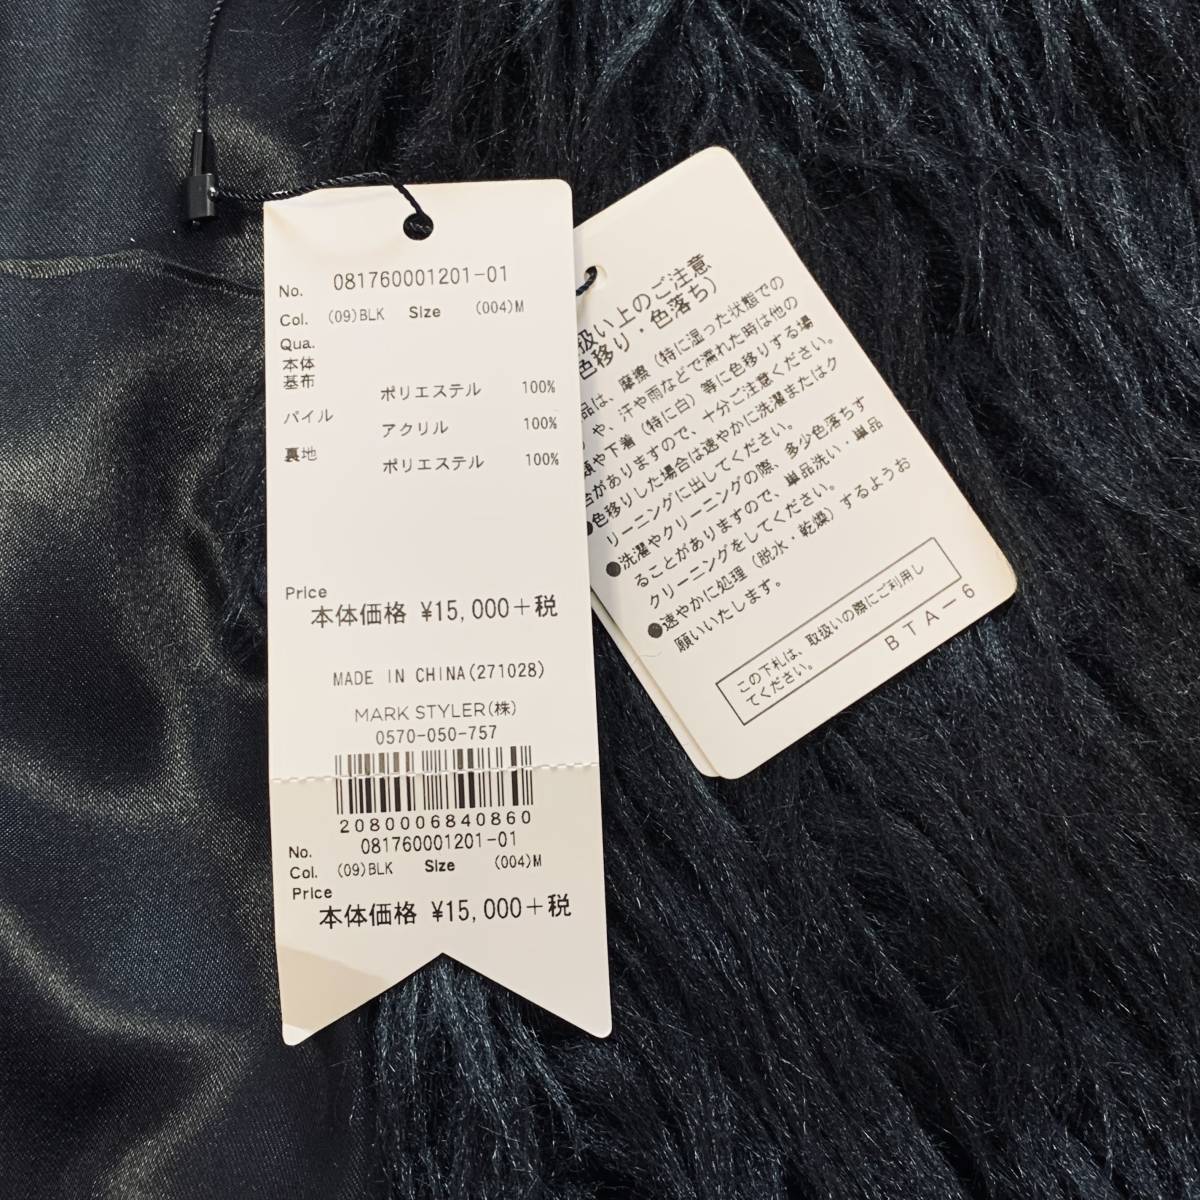 No. 081760001201-01
Col. (09)BLK Size (004)M
Qua.
本体
基布 ポリエステル 100%
パイル アクリル 100%
裏地 ポリエステル 100%
Price
本体価格 ¥15,000+税
MADE IN CHINA(271028)
MARK STYLER(株)
0570-050-757
2080006840860
No. 081760001201-01
Col. (09)BLK Size (004)M
Price
本体価格 ¥15,000+税
扱い上のご注意
色移り・色落ち)
品は、摩擦(特に湿った状態での
や、汗や雨などで濡れた時は他の
類や下着(特に白)等に色移りする場
合がありますので、十分ご注意ください。
●色移りした場合は速やかに洗濯またはク
リーニングに出してください。
●洗濯やクリーニングの際、多少色落ちす
ることがありますので、単品洗い・単品
クリーニングをしてください。
●速やかに処理(脱水・乾燥)するようお
願いいたします。
この下札は、取扱いの際にご利用し
てください。
BTA-6